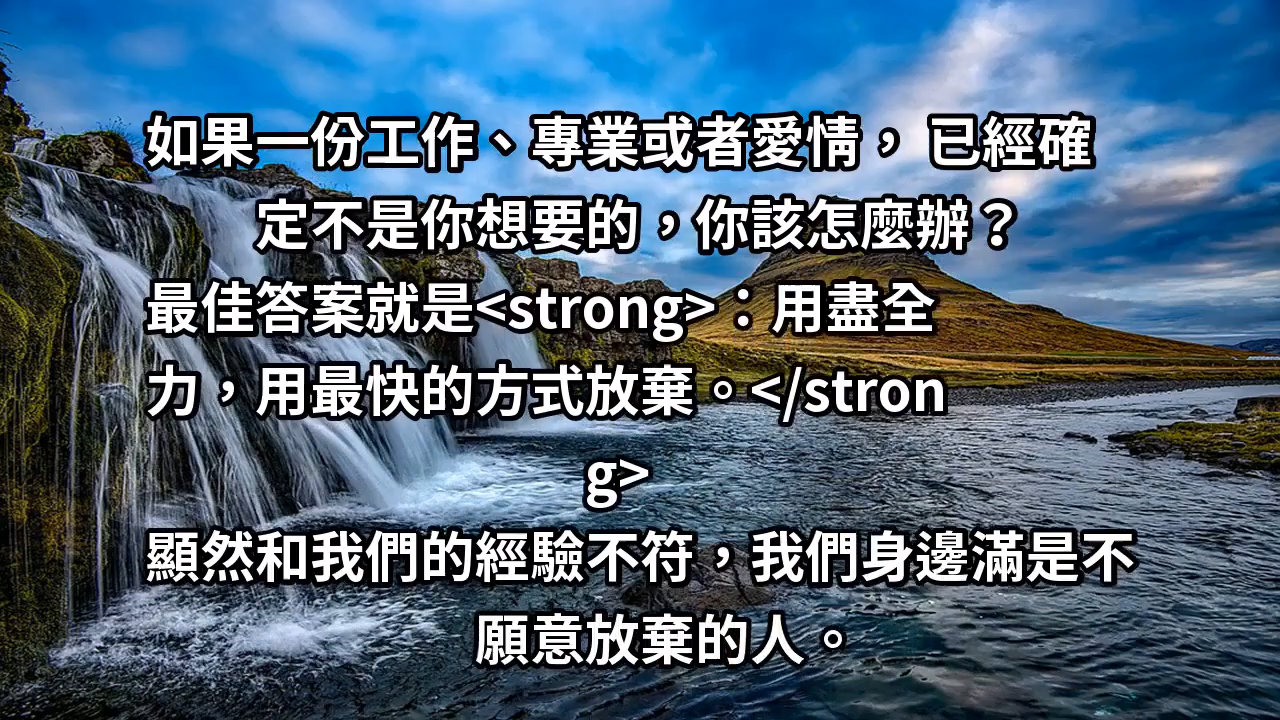 如果一份工作、專業或者愛情， 已經確
定不是你想要的，你該怎麼辦？
最佳答案就是<strong>：用盡全
力，用最快的方式放棄。</stron
g>
顯然和我們的經驗不符，我們身邊滿是不
願意放棄的人。